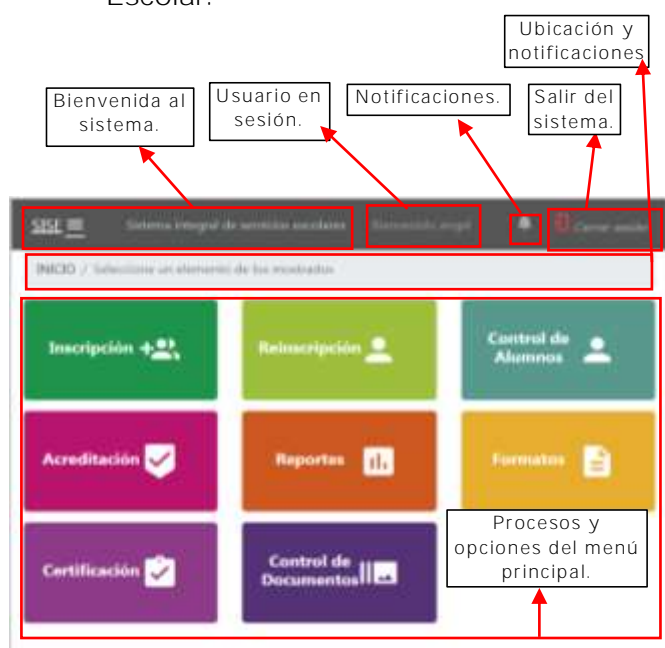 Escolar.
Ubicación y
notificaciones
Bienvenida al
sistema.
Usuario en
sesión.
Notificaciones.
Salir del
sistema.
SISE
Sistema integral de servicios escolares
Bienvenido angel
Cerrar sesión
INICIO / Seleccione un elemento de los mostrados
Inscripción
Reinscripción
Control de
Alumnos
Acreditación
Reportes
Formatos
Certificación
Control de
Documentos
Procesos y
opciones del menú
principal.